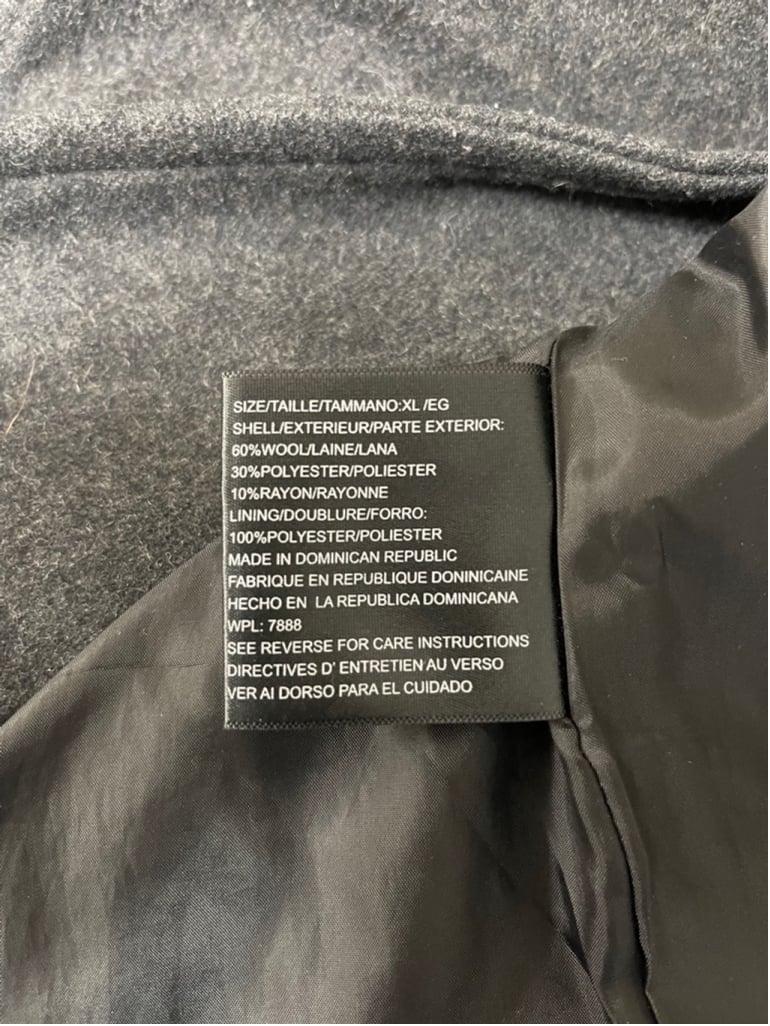 SIZE/TAILLE/TAMMANO:XL /EG
SHELL/EXTERIEUR/PARTE EXTERIOR:
60%WOOL/LAINE/LANA
30%POLYESTER/POLIESTER
10%RAYON/RAYONNE
LINING/DOUBLURE/FORRO:
100%POLYESTER/POLIESTER
MADE IN DOMINICAN REPUBLIC
FABRIQUE EN REPUBLIQUE DONINICAINE
HECHO EN LA REPUBLICA DOMINICANA
WPL: 7888
SEE REVERSE FOR CARE INSTRUCTIONS
DIRECTIVES D' ENTRETIEN AU VERSO
VER AI DORSO PARA EL CUIDADO